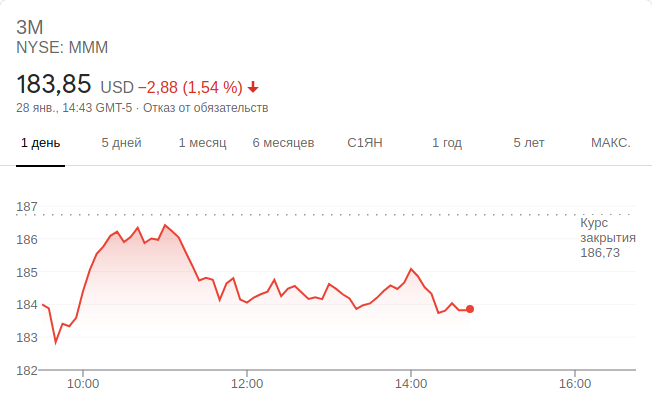 3M
NYSE: MMM
183,85 USD −2,88 (1,54 %)
28 янв., 14:43 GMT-5 · Отказ от обязательств
1 день 5 дней 1 месяц 6 месяцев С1ЯН 1 год 5 лет МАКС.
187
Курс
закрытия
186,73
186
185
184
183
182
10:00 12:00 14:00 16:00